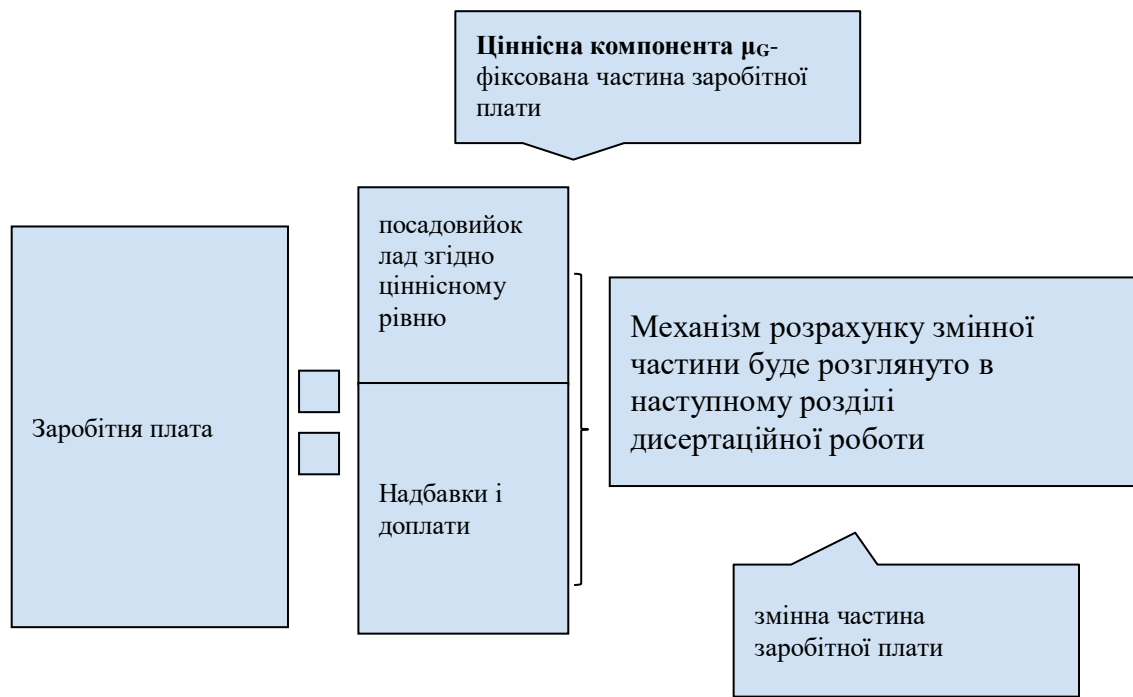 Ціннісна компонента μG-
фіксована частина заробітної
плати
посадовийок
лад згідно
ціннісному
рівню
Заробітня плата
Надбавки і
доплати
Механізм розрахунку змінної
частини буде розглянуто в
наступному розділі
дисертаційної роботи
змінна частина
заробітної плати